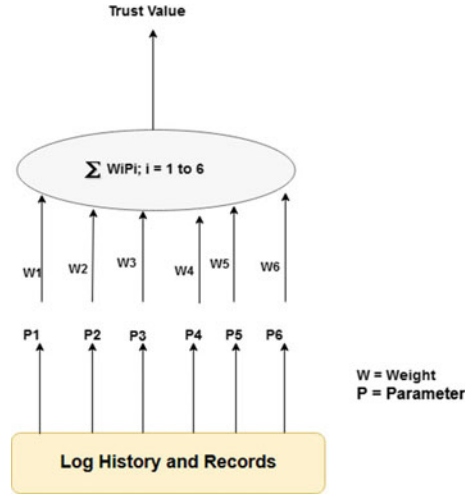 Trust Value
∑ WiPi; i = 1 to 6
W1 W2 W3 W4 W5 W6
P1 P2 P3 P4 P5 P6
W = Weight
P = Parameter
Log History and Records